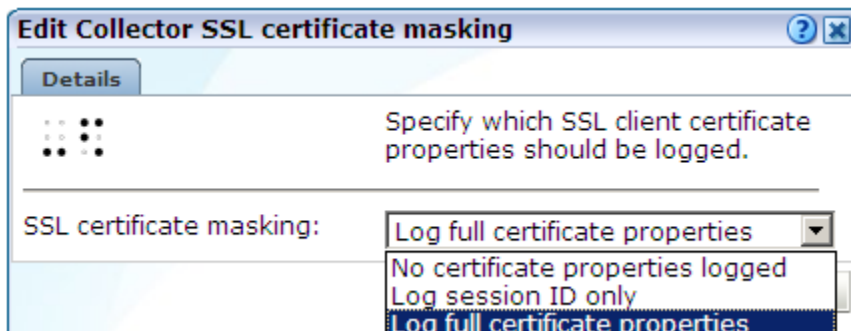 Edit Collector SSL certificate masking
Details
Specify which SSL client certificate
properties should be logged.
SSL certificate masking:
Log full certificate properties
No certificate properties logged
Log session ID only
Log full certificate properties